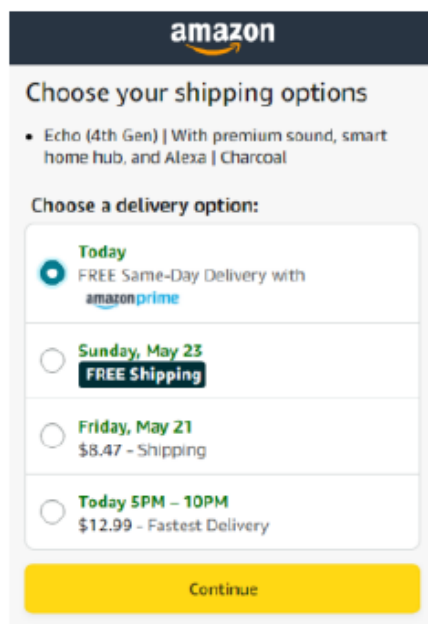 amazon
Choose your shipping options
• Echo (4th Gen) | With premium sound, smart
home hub, and Alexa | Charcoal
Choose a delivery option:
Today
FREE Same-Day Delivery with
amazonprime
Sunday, May 23
FREE Shipping
Friday, May 21
$8.47 - Shipping
Today 5PM – 10PM
$12.99 - Fastest Delivery
Continue